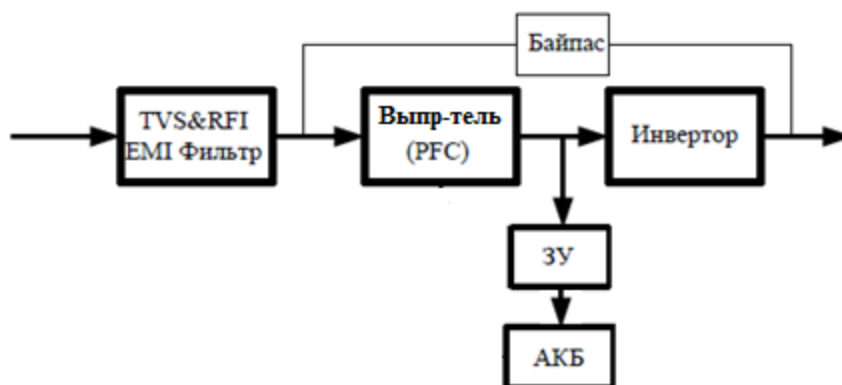 Байпас
TVS&RFI
EMI Фильтр
Выпр-тель
(PFC)
Инвертор
ЗУ
АКБ